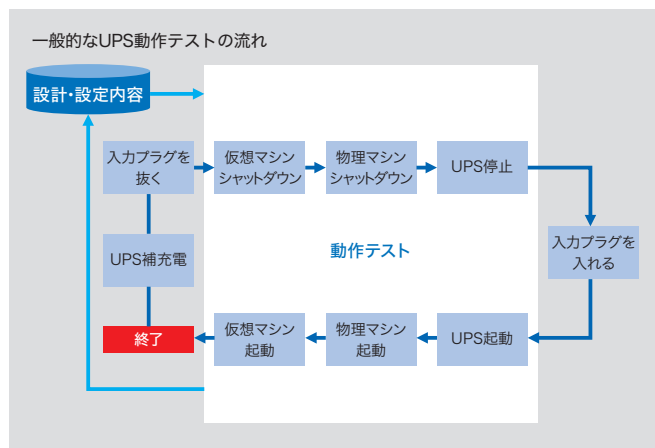 一般的なUPS動作テストの流れ
設計・設定内容
入力プラグを
抜く
仮想マシン
シャットダウン
物理マシン
シャットダウン
UPS停止
入力プラグを
入れる
動作テスト
UPS補充電
終了
仮想マシン
起動
物理マシン
起動
UPS起動